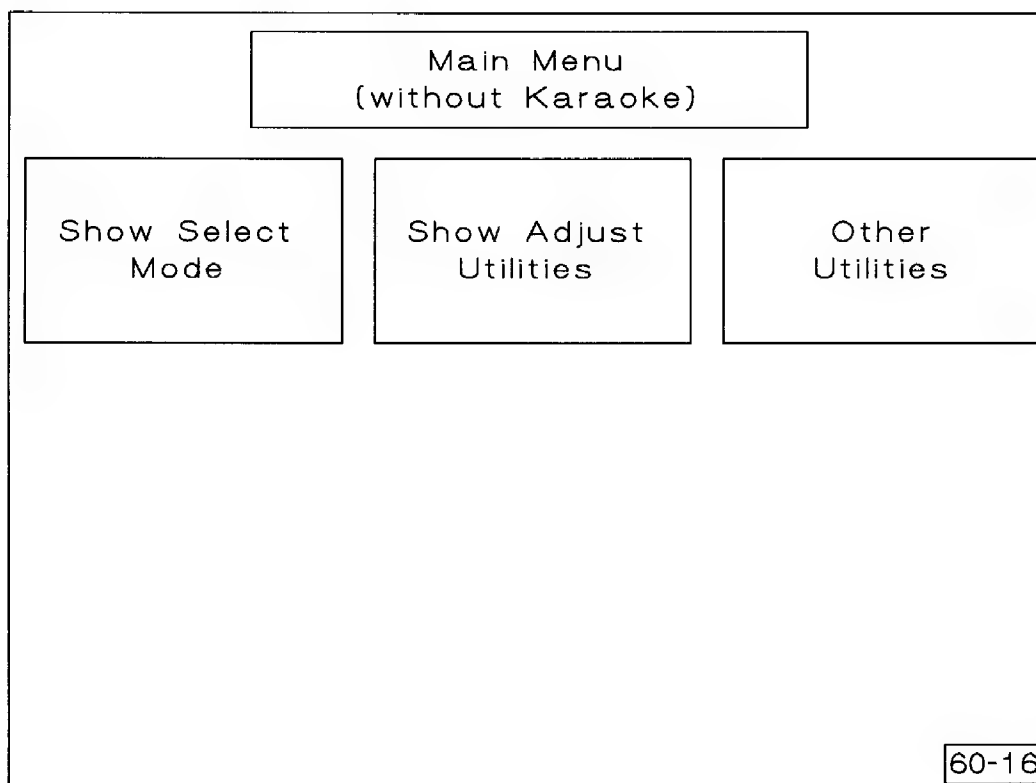 Main Menu
(without Karaoke)
Show Select
Mode
Show Adjust
Utilities
Other
Utilities
60-16